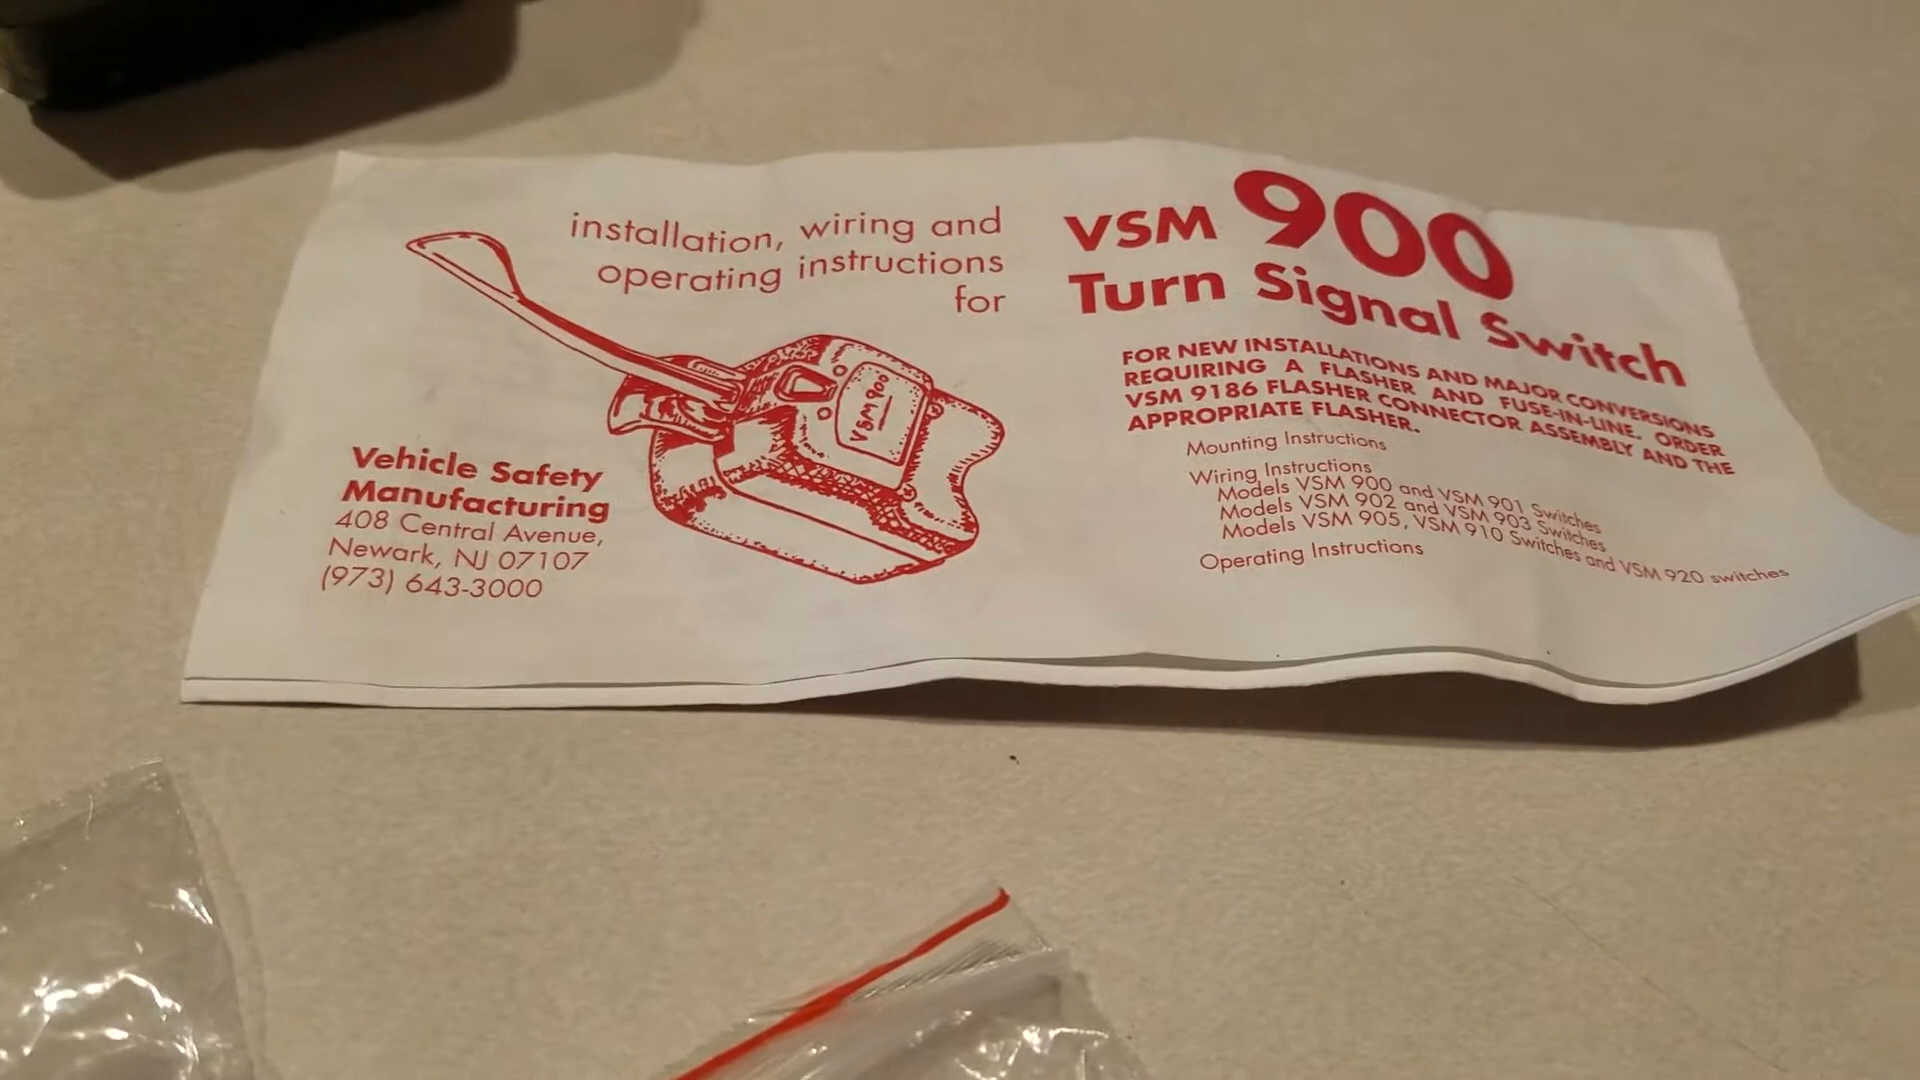 installation, wiring and
operating instructions
for
VSM900
Vehicle Safety
Manufacturing
408 Central Avenue,
Newark, NJ 07107
(973) 643-3000
VSM 900
Turn Signal Switch
FOR NEW INSTALLATIONS AND MAJOR CONVERSIONS
REQUIRING A FLASHER AND FUSE-IN-LINE, ORDER
VSM 9186 FLASHER CONNECTOR ASSEMBLY AND THE
APPROPRIATE FLASHER.
Mounting Instructions
Wiring Instructions
Models VSM 900 and VSM 901 Switches
Models VSM 902 and VSM 903 Switches
Models VSM 905, VSM 910 Switches and VSM 920 switches
Operating Instructions